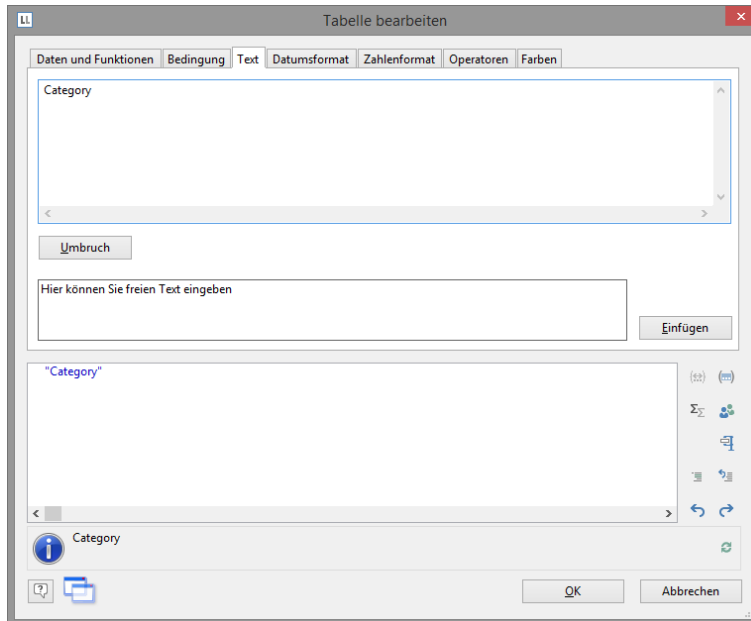 LL
Tabelle bearbeiten
Daten und Funktionen Bedingung Text Datumsformat Zahlenformat Operatoren Farben
Category
Umbruch
Hier können Sie freien Text eingeben
Einfügen
"Category"
Category
OK Abbrechen